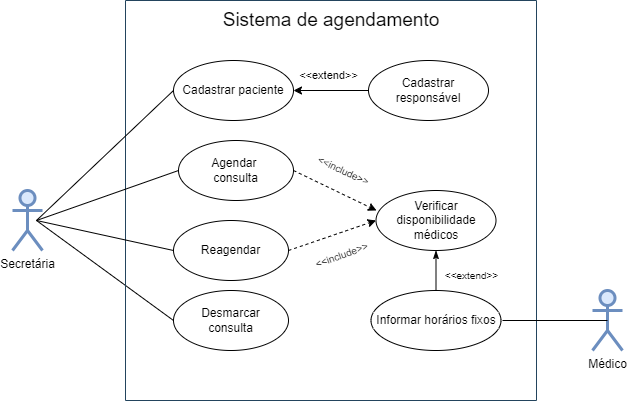 Sistema de agendamento
Cadastrar paciente
<<extend>>
Cadastrar
responsável
Agendar
consulta
<<include>>
Verificar
disponibilidade
médicos
Reagendar
<<include>>
Secretária
<<extend>>
Desmarcar
consulta
Informar horários fixos
Médico